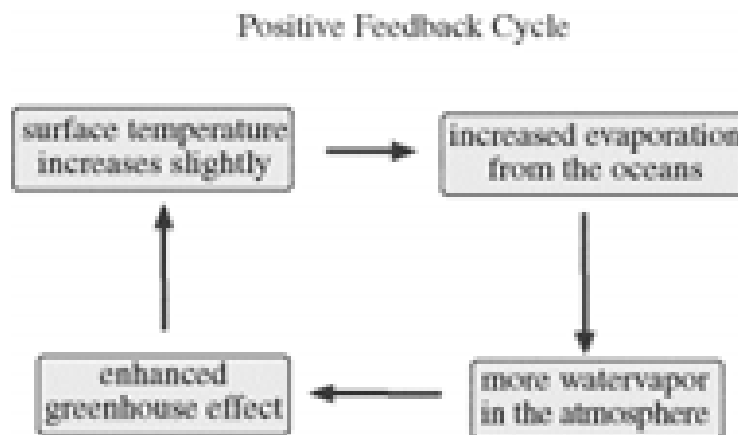 Positive Feedback Cycle
surface temperature
increases slightly
increased evaporation
from the oceans
more watervapor
in the atmosphere
enhanced
greenhouse effect